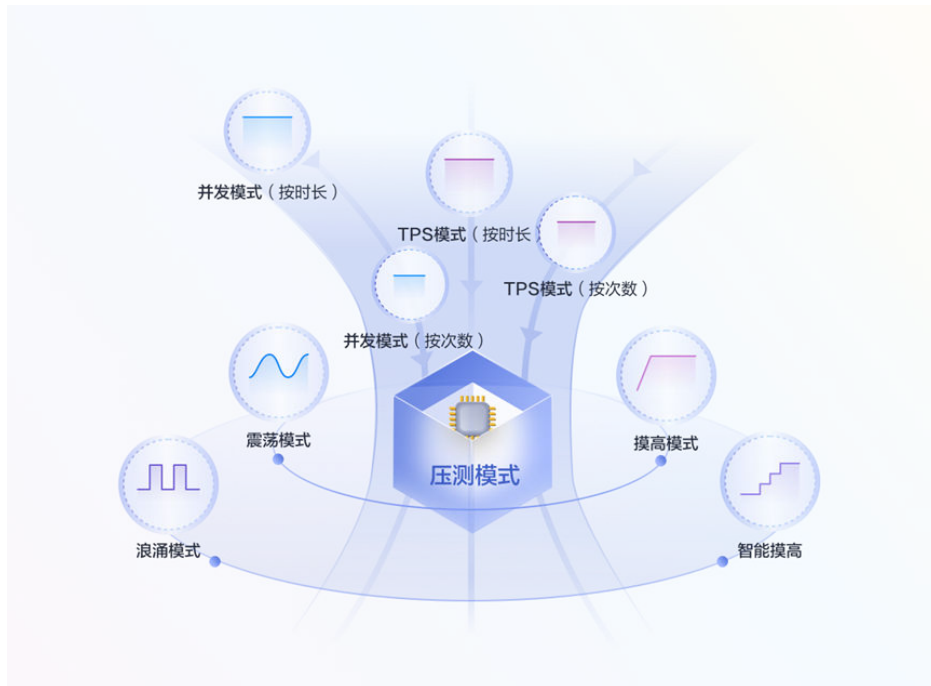 并发模式（按时长）
TPS模式（按时长）
TPS模式（按次数）
并发模式（按次数）
震荡模式
摸高模式
压测模式
浪涌模式
智能摸高